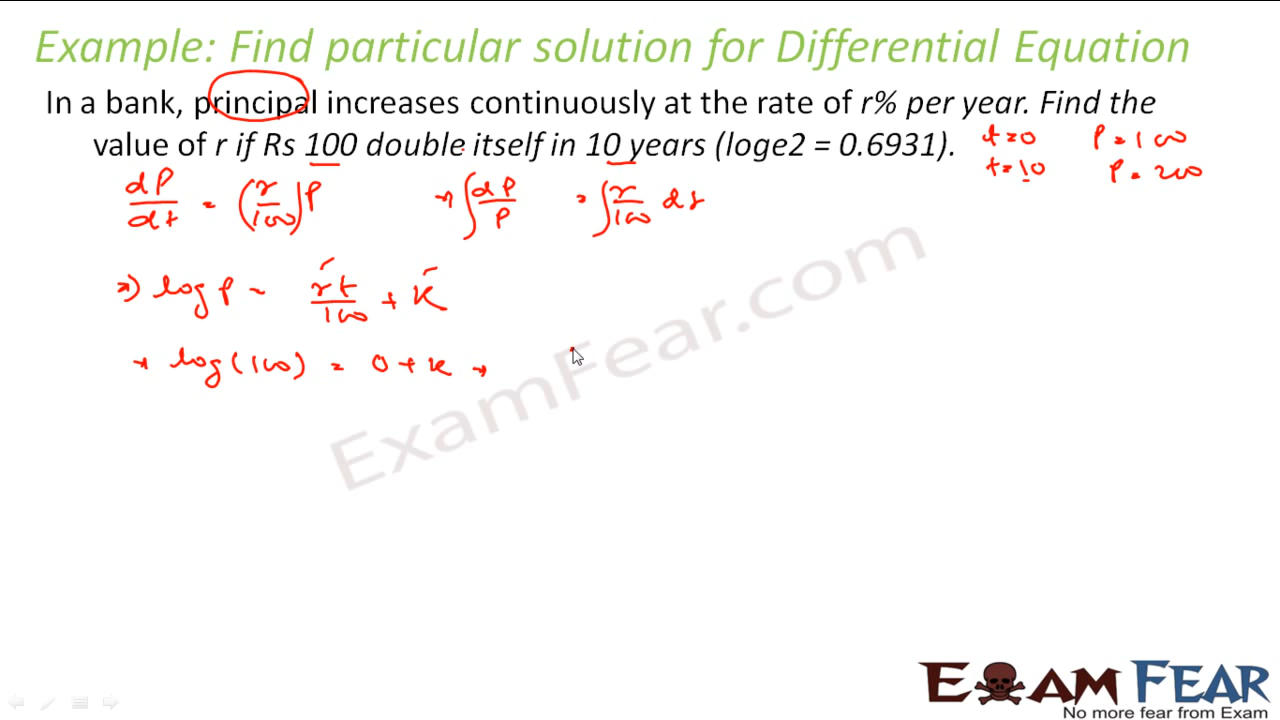 Example: Find particular solution for Differential Equation
In a bank, principal increases continuously at the rate of r% per year. Find the
value of r if Rs 100 double itself in 10 years (loge2 = 0.6931).
t=0 P=100
t=10 P=200
dP/dt = (r/100)P → ∫dP/P = ∫r/100 dt
⇒) log P = rt/100 + K
→ log(100) = 0+K →
ExamFear.com
EXAM FEAR
No more fear from Exam